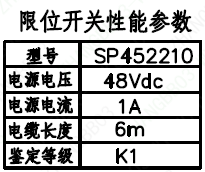 限位开关性能参数
型号 SP452210
电源电压 48Vdc
电源电流 1A
电缆长度 6m
鉴定等级 K1